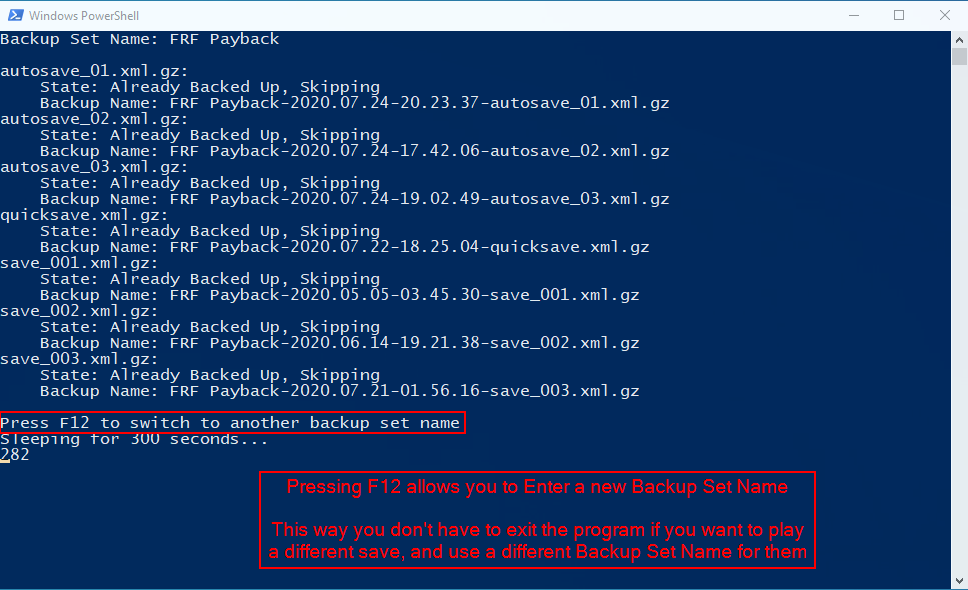 Windows PowerShell
Backup Set Name: FRF Payback
autosave_01.xml.gz:
State: Already Backed Up, Skipping
Backup Name: FRF Payback-2020.07.24-20.23.37-autosave_01.xml.gz
autosave_02.xml.gz:
State: Already Backed Up, Skipping
Backup Name: FRF Payback-2020.07.24-17.42.06-autosave_02.xml.gz
autosave_03.xml.gz:
State: Already Backed Up, Skipping
Backup Name: FRF Payback-2020.07.24-19.02.49-autosave_03.xml.gz
quicksave.xml.gz:
State: Already Backed Up, Skipping
Backup Name: FRF Payback-2020.07.22-18.25.04-quicksave.xml.gz
save_001.xml.gz:
State: Already Backed Up, Skipping
Backup Name: FRF Payback-2020.05.05-03.45.30-save_001.xml.gz
save_002.xml.gz:
State: Already Backed Up, Skipping
Backup Name: FRF Payback-2020.06.14-19.21.38-save_002.xml.gz
save_003.xml.gz:
State: Already Backed Up, Skipping
Backup Name: FRF Payback-2020.07.21-01.56.16-save_003.xml.gz
Press F12 to switch to another backup set name
Sleeping for 300 seconds...
282
Pressing F12 allows you to Enter a new Backup Set Name
This way you don't have to exit the program if you want to play
a different save, and use a different Backup Set Name for them